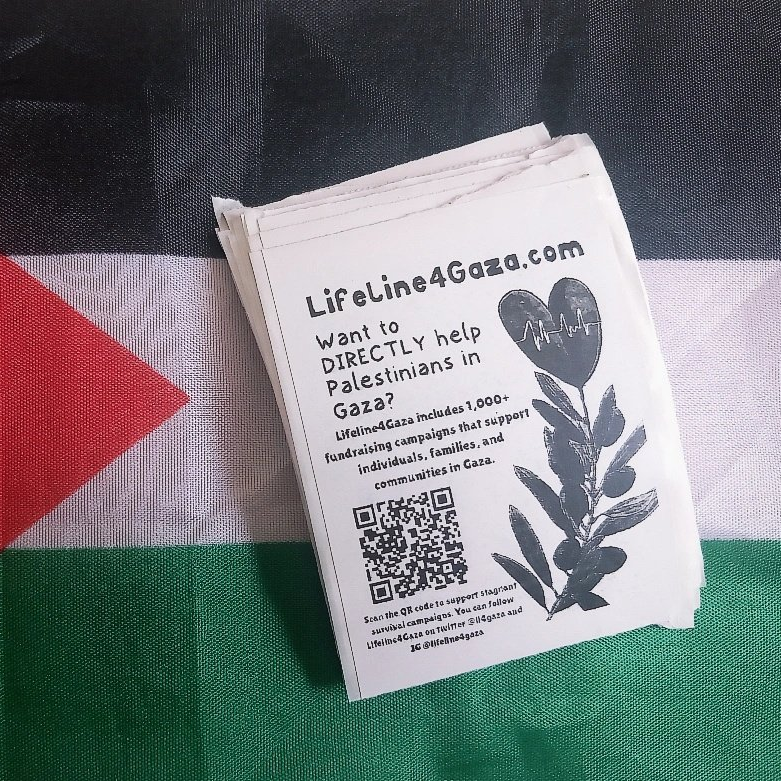 Lifeline4Gaza.com
Want to
DIRECTLY help
Palestinians in
Gaza?
Lifeline4Gaza includes 1,000+
fundraising campaigns that support
individuals, families, and
communities in Gaza.
Scan the QR code to support stagnant
survival campaigns. You can follow
Lifeline4Gaza on Twitter @ll4gaza and
IG @lifeline4gaza